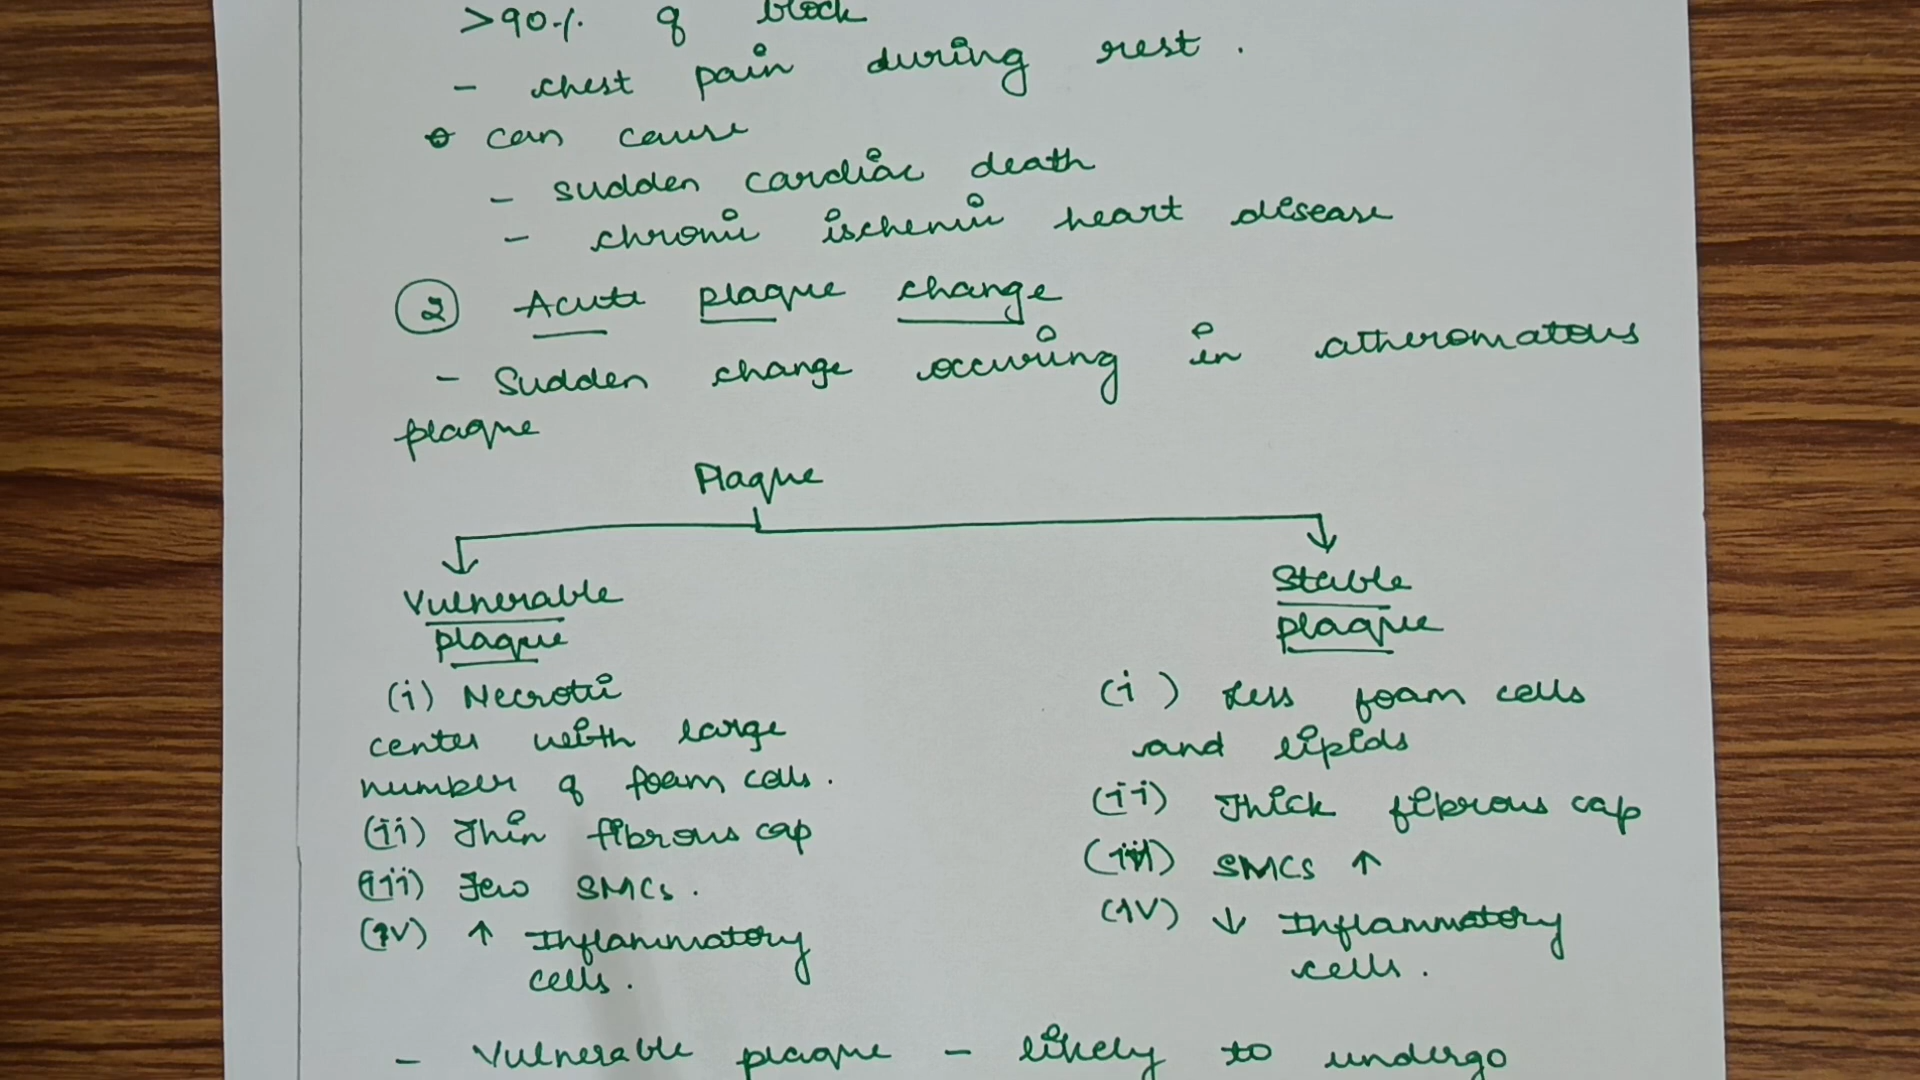 >90% of block
- chest pain during rest.
can cause
- sudden cardiac death
- chronic ischemic heart disease
(2) Acute plaque change
- Sudden change occuring in atheromatous
plaque
Plaque
Vulnerable
plaque
(i) Necrotic
center with large
number of foam cells.
(ii) Thin fibrous cap
(iii) Few SMCs.
(iv) ↑ Inflammatory
cells.
Stable
plaque
(i) Less foam cells
and lipids
(ii) Thick fibrous cap
(iii) SMCs ↑
(iv) ↓ Inflammatory
cells.
- Vulnerable plaque - likely to undergo